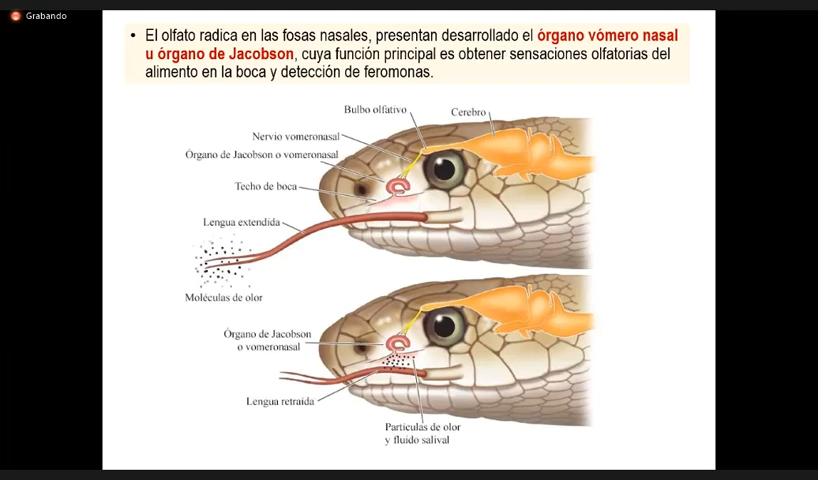 Grabando
• El olfato radica en las fosas nasales, presentan desarrollado el órgano vómero nasal
u órgano de Jacobson, cuya función principal es obtener sensaciones olfatorias del
alimento en la boca y detección de feromonas.
Bulbo olfativo
Cerebro
Nervio vomeronasal
Órgano de Jacobson o vomeronasal
Techo de boca
Lengua extendida
Moléculas de olor
Órgano de Jacobson
o vomeronasal
Lengua retraída
Partículas de olor
y fluido salival